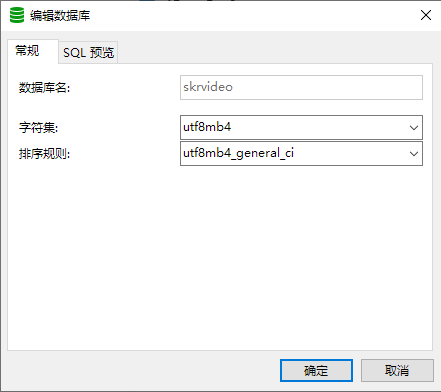 编辑数据库
常规
SQL 预览
数据库名:
skrvideo
字符集:
utf8mb4
排序规则:
utf8mb4_general_ci
确定
取消